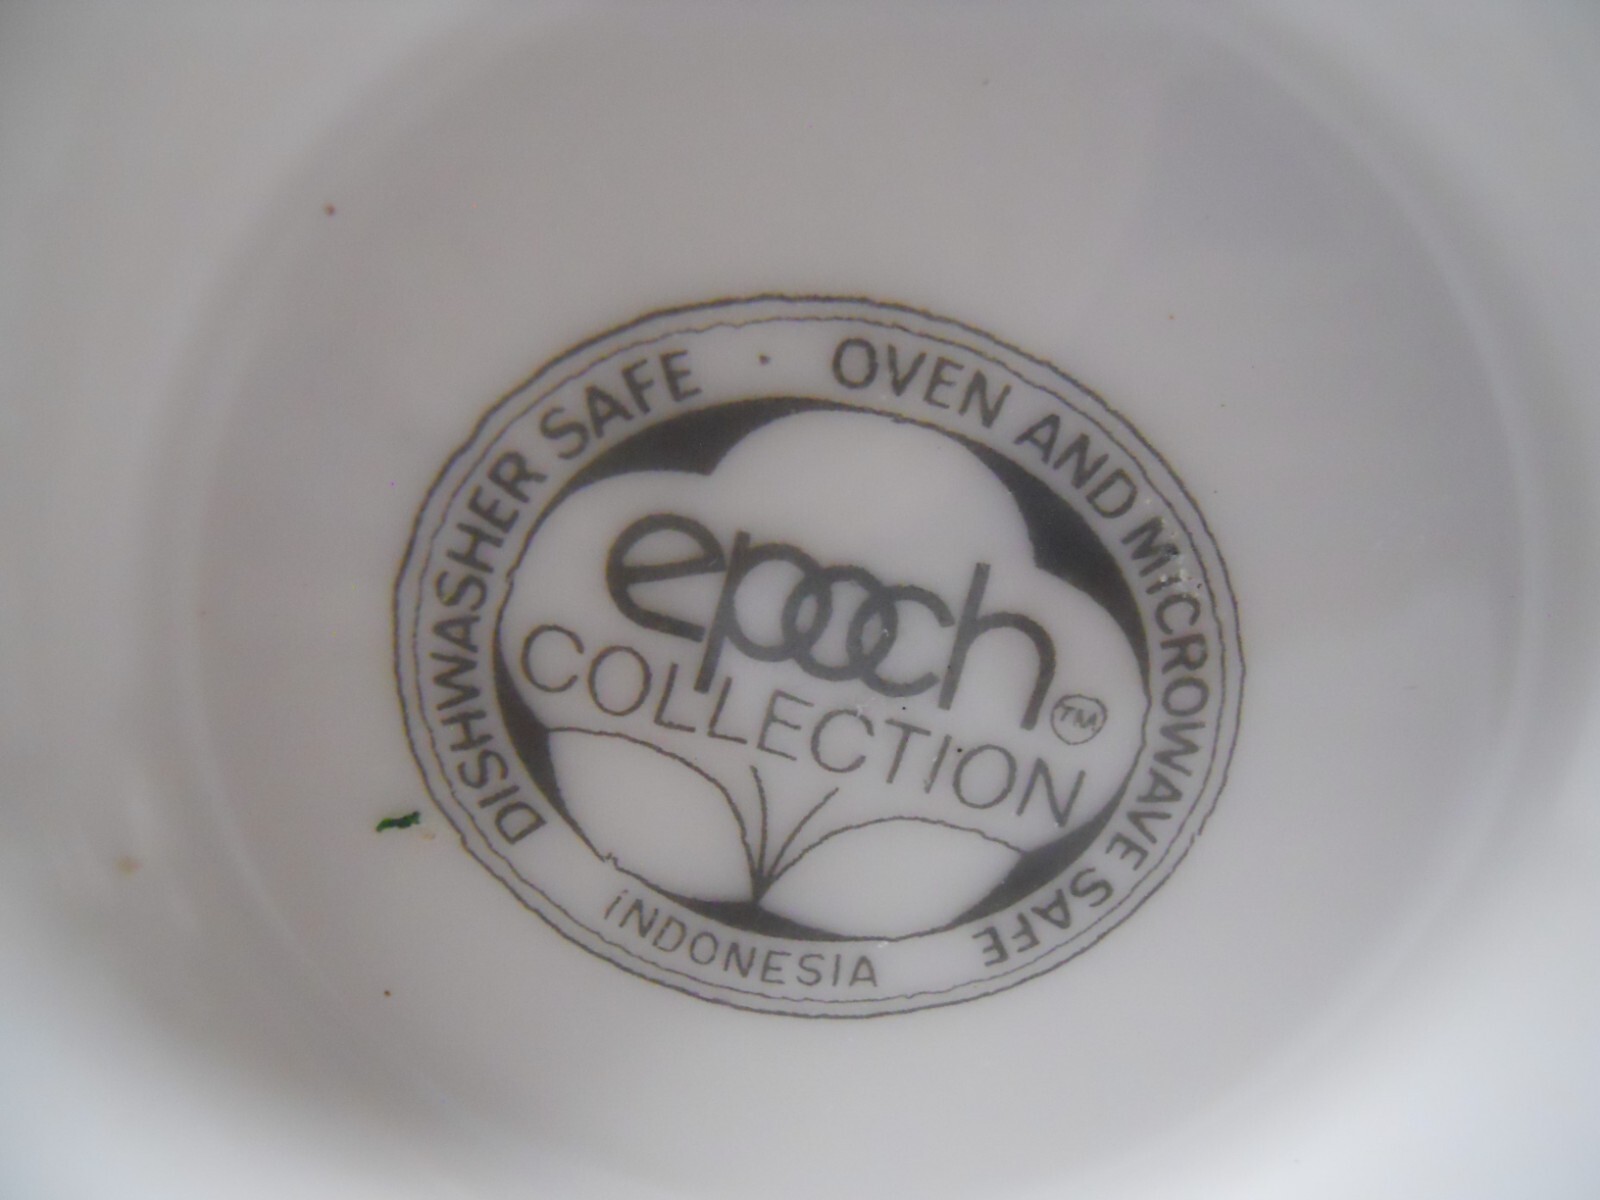 DISHWASHER SAFE · OVEN AND MICROWAVE SAFE
epoch
COLLECTION
TM
iNDONESIA